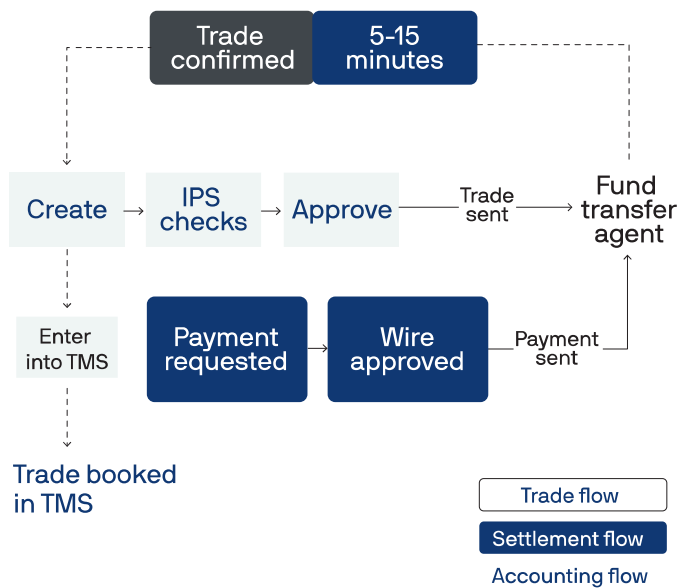 Trade
confirmed
5-15
minutes
Create
IPS
checks
Approve
Trade
sent
Fund
transfer
agent
Enter
into TMS
Payment
requested
Wire
approved
Payment
sent
Trade booked
in TMS
Trade flow
Settlement flow
Accounting flow